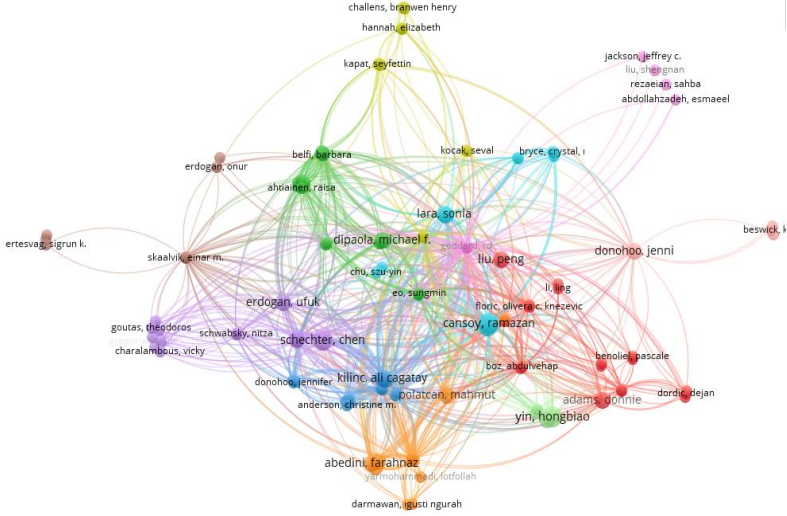 challens, branwen henry
hannah, elizabeth
kapat, seyfettin
jackson, jeffrey c.
liu, shengnan
rezaeian, sahba
abdollahzadeh, esmaeel
kocak, seval
bryce, crystal, i
belfi, barbara
erdogan, onur
ahtiainen, raisa
lara, sonia
beswick, k
dipaola, michael f.
ertesvag, sigrun k.
goddard, rd
donohoo, jenni
skaalvik, einar m.
liu, peng
chu, szu-yin
li, ling
eo, sungmin
erdogan, ufuk
floric, olivera c. knezevic
goutas, theodoros
schwabsky, nitza
cansoy, ramazan
schechter, chen
charalambous, vicky
benoliel, pascale
boz, abdulvehap
donohoo, jennifer
kilinc, ali cagatay
polatcan, mahmut
dordic, dejan
adams, donnie
anderson, christine m.
yin, hongbiao
abedini, farahnaz
yarmohammadi, lotfollah
darmawan, igusti ngurah